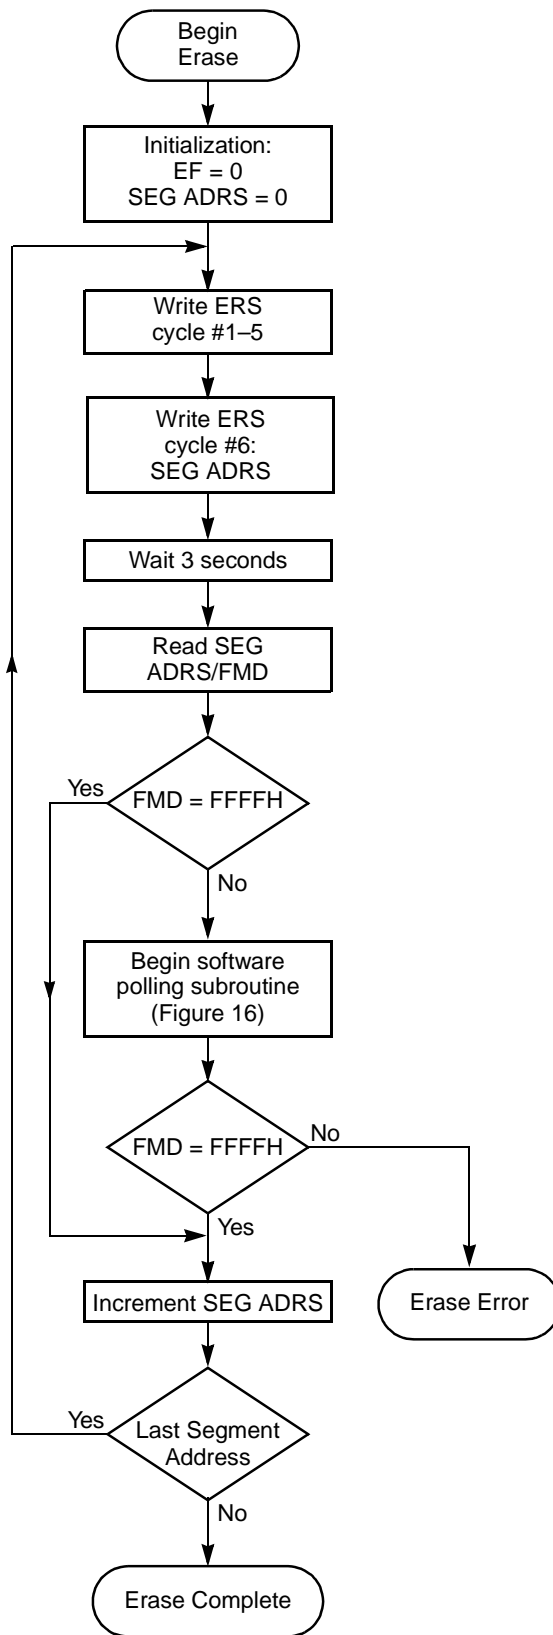 Begin
Erase
Initialization:
EF = 0
SEG ADRS = 0
Write ERS
cycle #1–5
Write ERS
cycle #6:
SEG ADRS
Wait 3 seconds
Read SEG
ADRS/FMD
Yes
FMD = FFFFH
No
Begin software
polling subroutine
(Figure 16)
FMD = FFFFH
No
Yes
Increment SEG ADRS
Erase Error
Yes
Last Segment
Address
No
Erase Complete